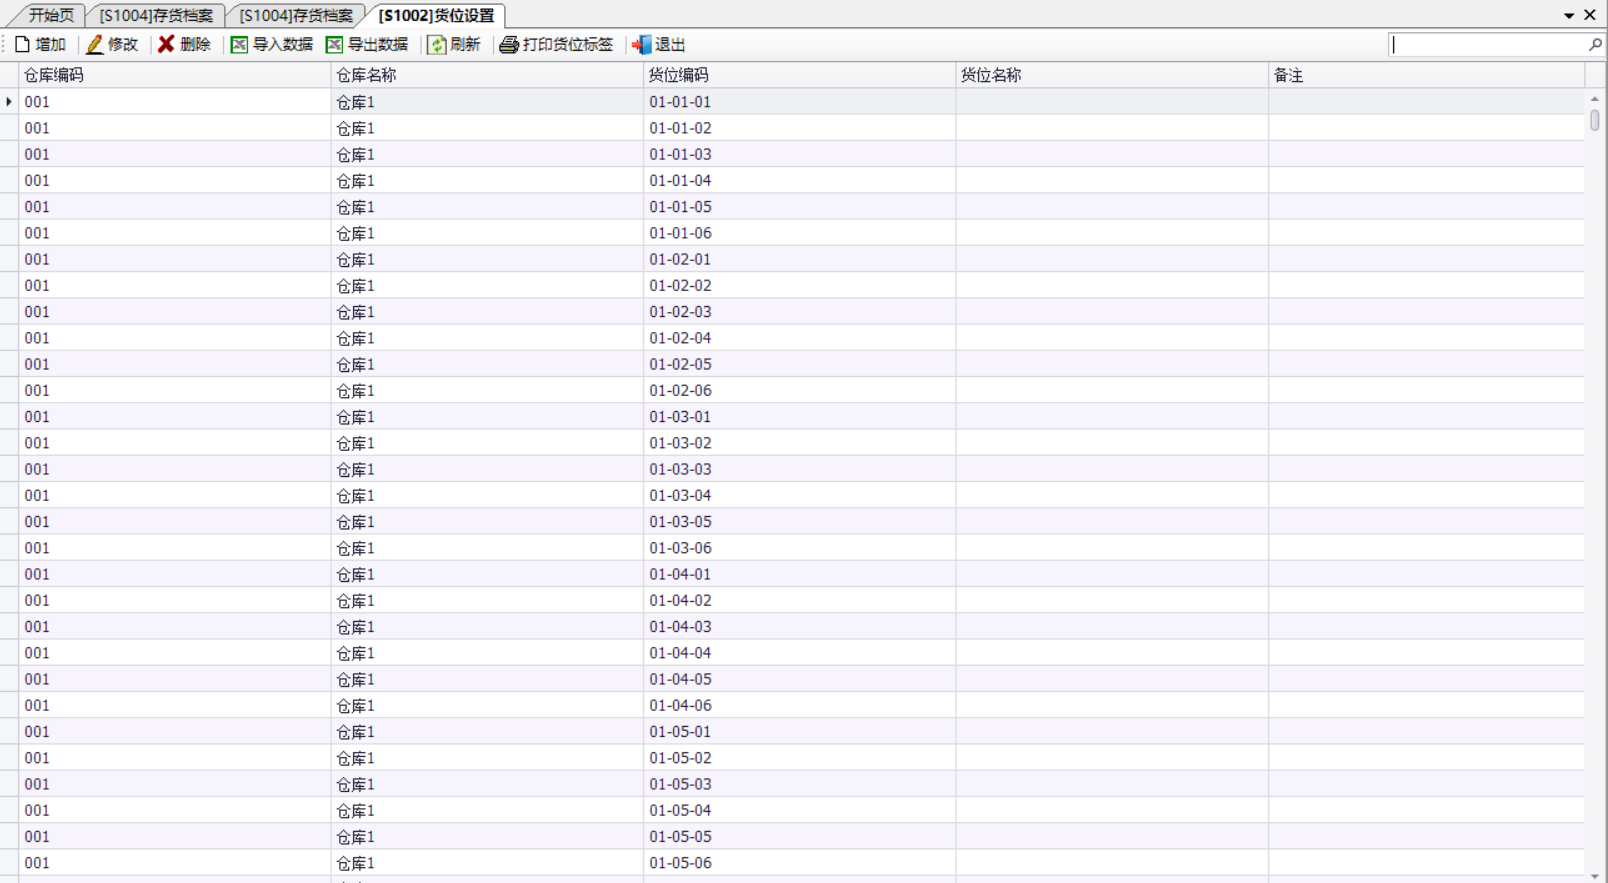 开始页 [S1004]存货档案 [S1004]存货档案 [S1002]货位设置
增加 修改 删除 导入数据 导出数据 刷新 打印货位标签 退出
仓库编码 仓库名称 货位编码 货位名称 备注
001 仓库1 01-01-01
001 仓库1 01-01-02
001 仓库1 01-01-03
001 仓库1 01-01-04
001 仓库1 01-01-05
001 仓库1 01-01-06
001 仓库1 01-02-01
001 仓库1 01-02-02
001 仓库1 01-02-03
001 仓库1 01-02-04
001 仓库1 01-02-05
001 仓库1 01-02-06
001 仓库1 01-03-01
001 仓库1 01-03-02
001 仓库1 01-03-03
001 仓库1 01-03-04
001 仓库1 01-03-05
001 仓库1 01-03-06
001 仓库1 01-04-01
001 仓库1 01-04-02
001 仓库1 01-04-03
001 仓库1 01-04-04
001 仓库1 01-04-05
001 仓库1 01-04-06
001 仓库1 01-05-01
001 仓库1 01-05-02
001 仓库1 01-05-03
001 仓库1 01-05-04
001 仓库1 01-05-05
001 仓库1 01-05-06